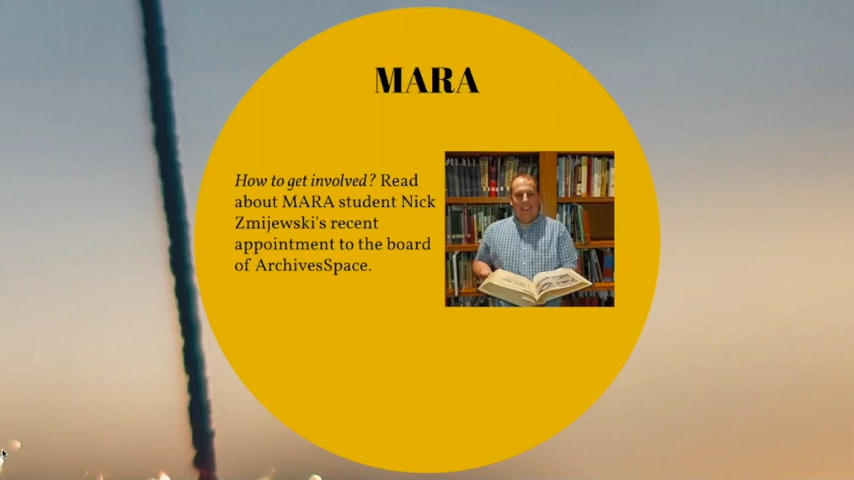 MARA
How to get involved? Read
about MARA student Nick
Zmijewski's recent
appointment to the board
of ArchivesSpace.